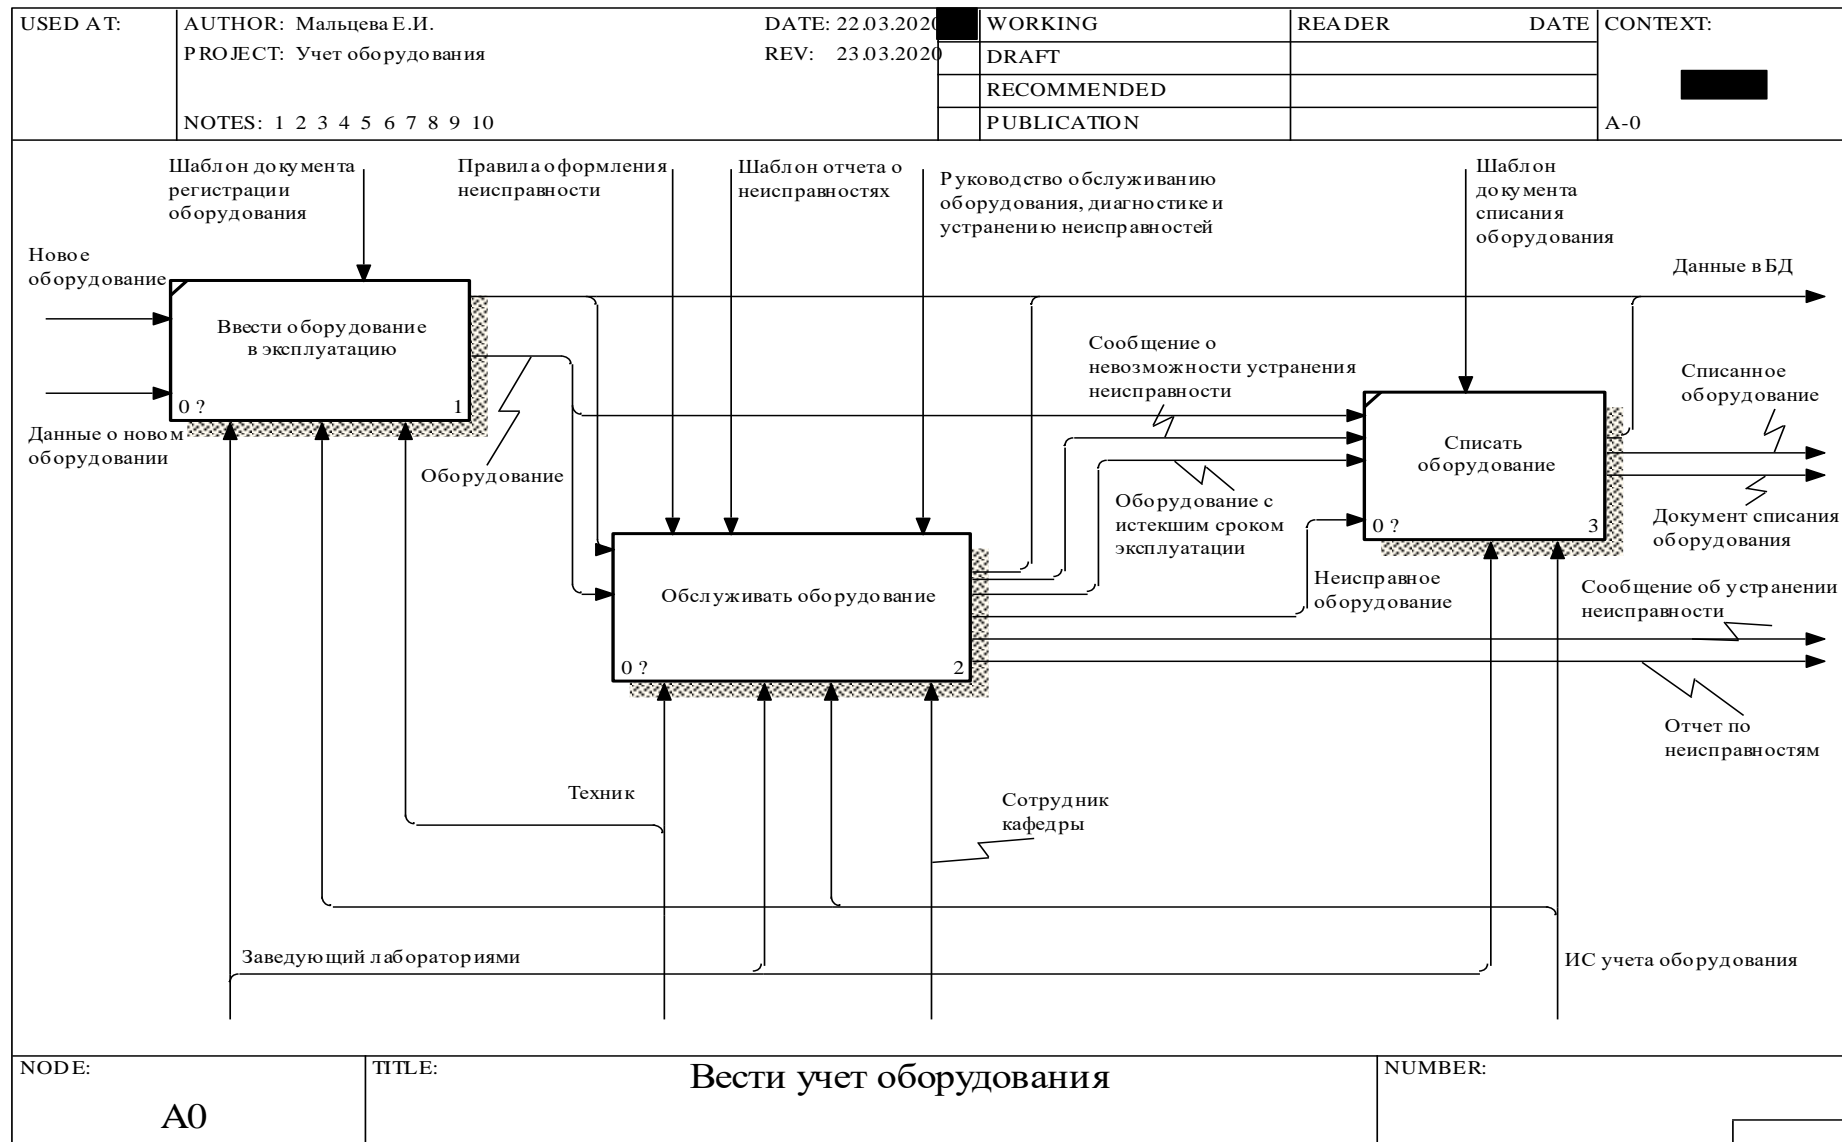 USED AT:
AUTHOR: Мальцева Е.И.
DATE: 22.03.2020
PROJECT: Учет оборудования
REV: 23.03.2020
NOTES: 1 2 3 4 5 6 7 8 9 10
WORKING
DRAFT
RECOMMENDED
PUBLICATION
READER DATE
CONTEXT:
A-0
Шаблон документа
регистрации
оборудования
Правила оформления
неисправности
Шаблон отчета о
неисправностях
Руководство обслуживанию
оборудования, диагностике и
устранению неисправностей
Шаблон
документа
списания
оборудования
Новое
оборудование
Данные в БД
Ввести оборудование
в эксплуатацию
0 ? 1
Данные о новом
оборудовании
Оборудование
Сообщение о
невозможности устранения
неисправности
Списанное
оборудование
Списать
оборудование
0 ? 3
Оборудование с
истекшим сроком
эксплуатации
Документ списания
оборудования
Обслуживать оборудование
0 ? 2
Неисправное
оборудование
Сообщение об устранении
неисправности
Отчет по
неисправностям
Техник
Сотрудник
кафедры
Заведующий лабораториями
ИС учета оборудования
NODE:
A0
TITLE:
Вести учет оборудования
NUMBER: